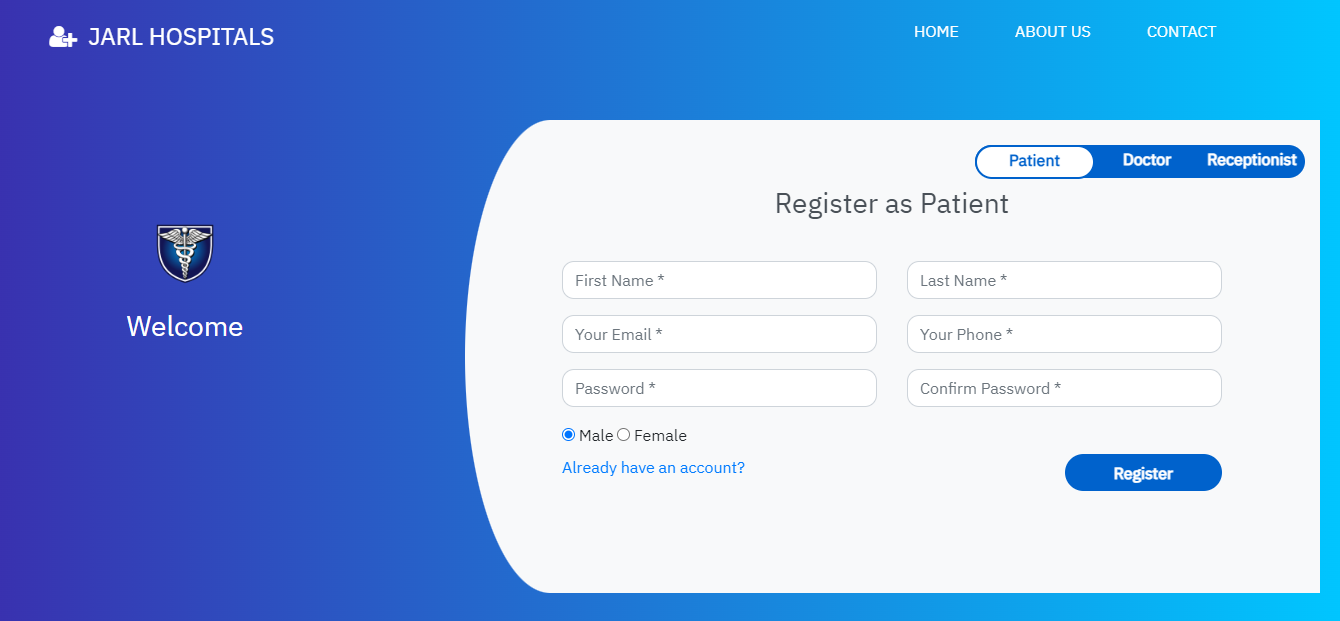 JARL HOSPITALS
HOME ABOUT US CONTACT
Patient Doctor Receptionist
Register as Patient
Welcome
First Name * Last Name *
Your Email * Your Phone *
Password * Confirm Password *
Male Female
Already have an account?
Register